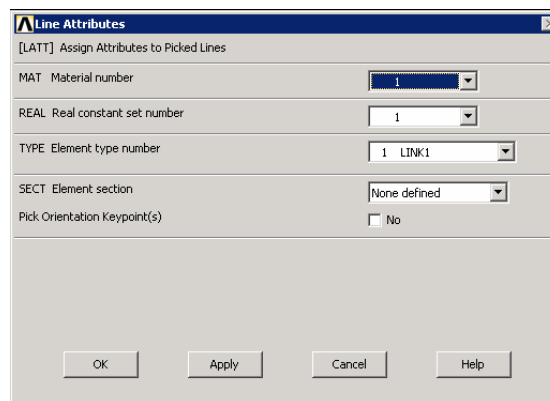 Line Attributes
[LATT] Assign Attributes to Picked Lines
MAT Material number 1
REAL Real constant set number 1
TYPE Element type number 1 LINK1
SECT Element section None defined
Pick Orientation Keypoint(s) No
OK Apply Cancel Help